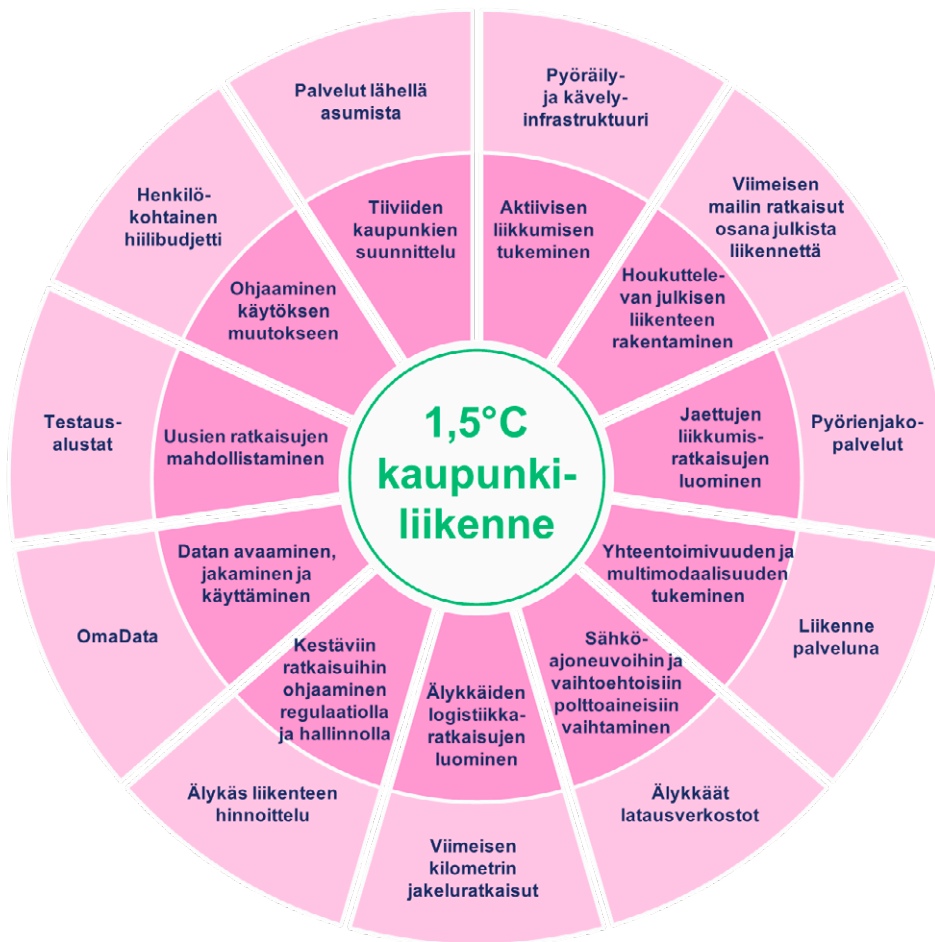 1,5°C
kaupunki-
liikenne
Pyöräily-
ja kävely-
infrastruktuuri
Aktiivisen
liikkumisen
tukeminen
Viimeisen
mailin ratkaisut
osana julkista
liikennettä
Houkuttele-
van julkisen
liikenteen
rakentaminen
Pyörienjako-
palvelut
Jaettujen
liikkumis-
ratkaisujen
luominen
Liikenne
palveluna
Yhteentoimivuuden ja
multimodaalisuuden
tukeminen
Älykkäät
latausverkostot
Sähkö-
ajoneuvoihin ja
vaihtoehtoisiin
polttoaineisiin
vaihtaminen
Viimeisen
kilometrin
jakeluratkaisut
Älykkäiden
logistiikka-
ratkaisujen
luominen
Älykäs liikenteen
hinnoittelu
Kestäviin
ratkaisuihin
ohjaaminen
regulaatiolla
ja hallinnolla
OmaData
Datan avaaminen,
jakaminen ja
käyttäminen
Testaus-
alustat
Uusien ratkaisujen
mahdollistaminen
Henkilö-
kohtainen
hiilibudjetti
Ohjaaminen
käytöksen
muutokseen
Palvelut lähellä
asumista
Tiiviiden
kaupunkien
suunnittelu